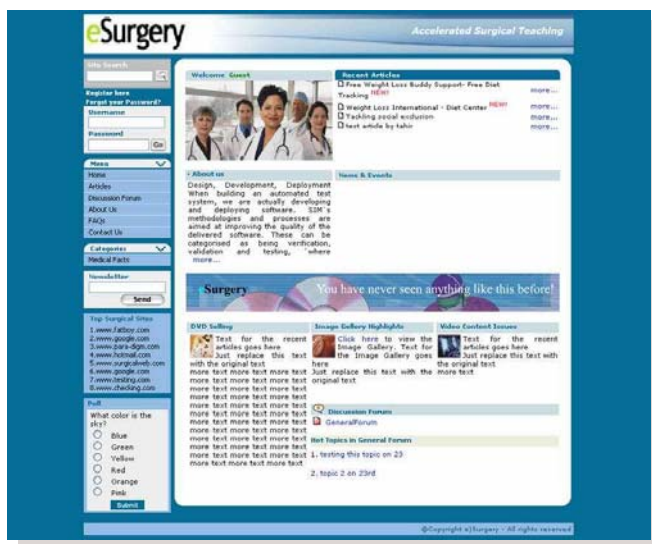 eSurgery
Accelerated Surgical Teaching
Site Search
Register here
Forgot your Password?
Username
Password
Go
Menu
Home
Articles
Discussion Forum
About Us
FAQs
Contact Us
Categories
Medical Facts
Newsletter
Send
Top Surgical Sites
1.www.fatboy.com
2.www.google.com
3.www.para-digm.com
4.www.hotmail.com
5.www.surgicalweb.com
6.www.google.com
7.www.testing.com
8.www.checking.com
Poll
What color is the
sky?
Blue
Green
Yellow
Red
Orange
Pink
Submit
Welcome Guest
Recent Articles
Free Weight Loss Buddy Support- Free Diet
Tracking NEW! more...
Weight Loss International - Diet Center NEW! more...
Tackling social exclusion more...
test article by tahir more...
About us
Design, Development, Deployment
When building an automated test
system, we are actually developing
and deploying software. SIM's
methodologies and processes are
aimed at improving the quality of the
delivered software. These can be
categorised as being verification,
validation and testing, 'where
more...
News & Events
eSurgery You have never seen anything like this before!
DVD Selling
Text for the recent
articles goes here
Just replace this text
with the original text
more text more text more text
more text more text more text
more text more text more text
more text more text more text
more text more text more text
more text more text more text
more text more text more text
more text more text more text
more text more text more text
more text more text more text
more text more text more text
more text more text more text
Image Gallery Highlights
Click here to view the
Image Gallery. Text for
the Image Gallery goes
here
Just replace this text with the
original text
Video Content Issues
Text for the recent
articles goes here
Just replace this text with
the original text
more text
Discussion Forum
GeneralForum
Hot Topics in General Forum
1. testing this topic on 23
2. topic 2 on 23rd
©Copyright e)Surgery - All rights reserved